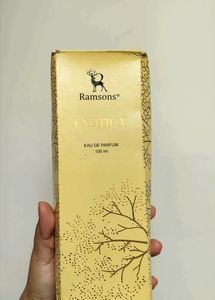 Ramsons®
EXOTICA
EAU DE PARFUM
100 ml